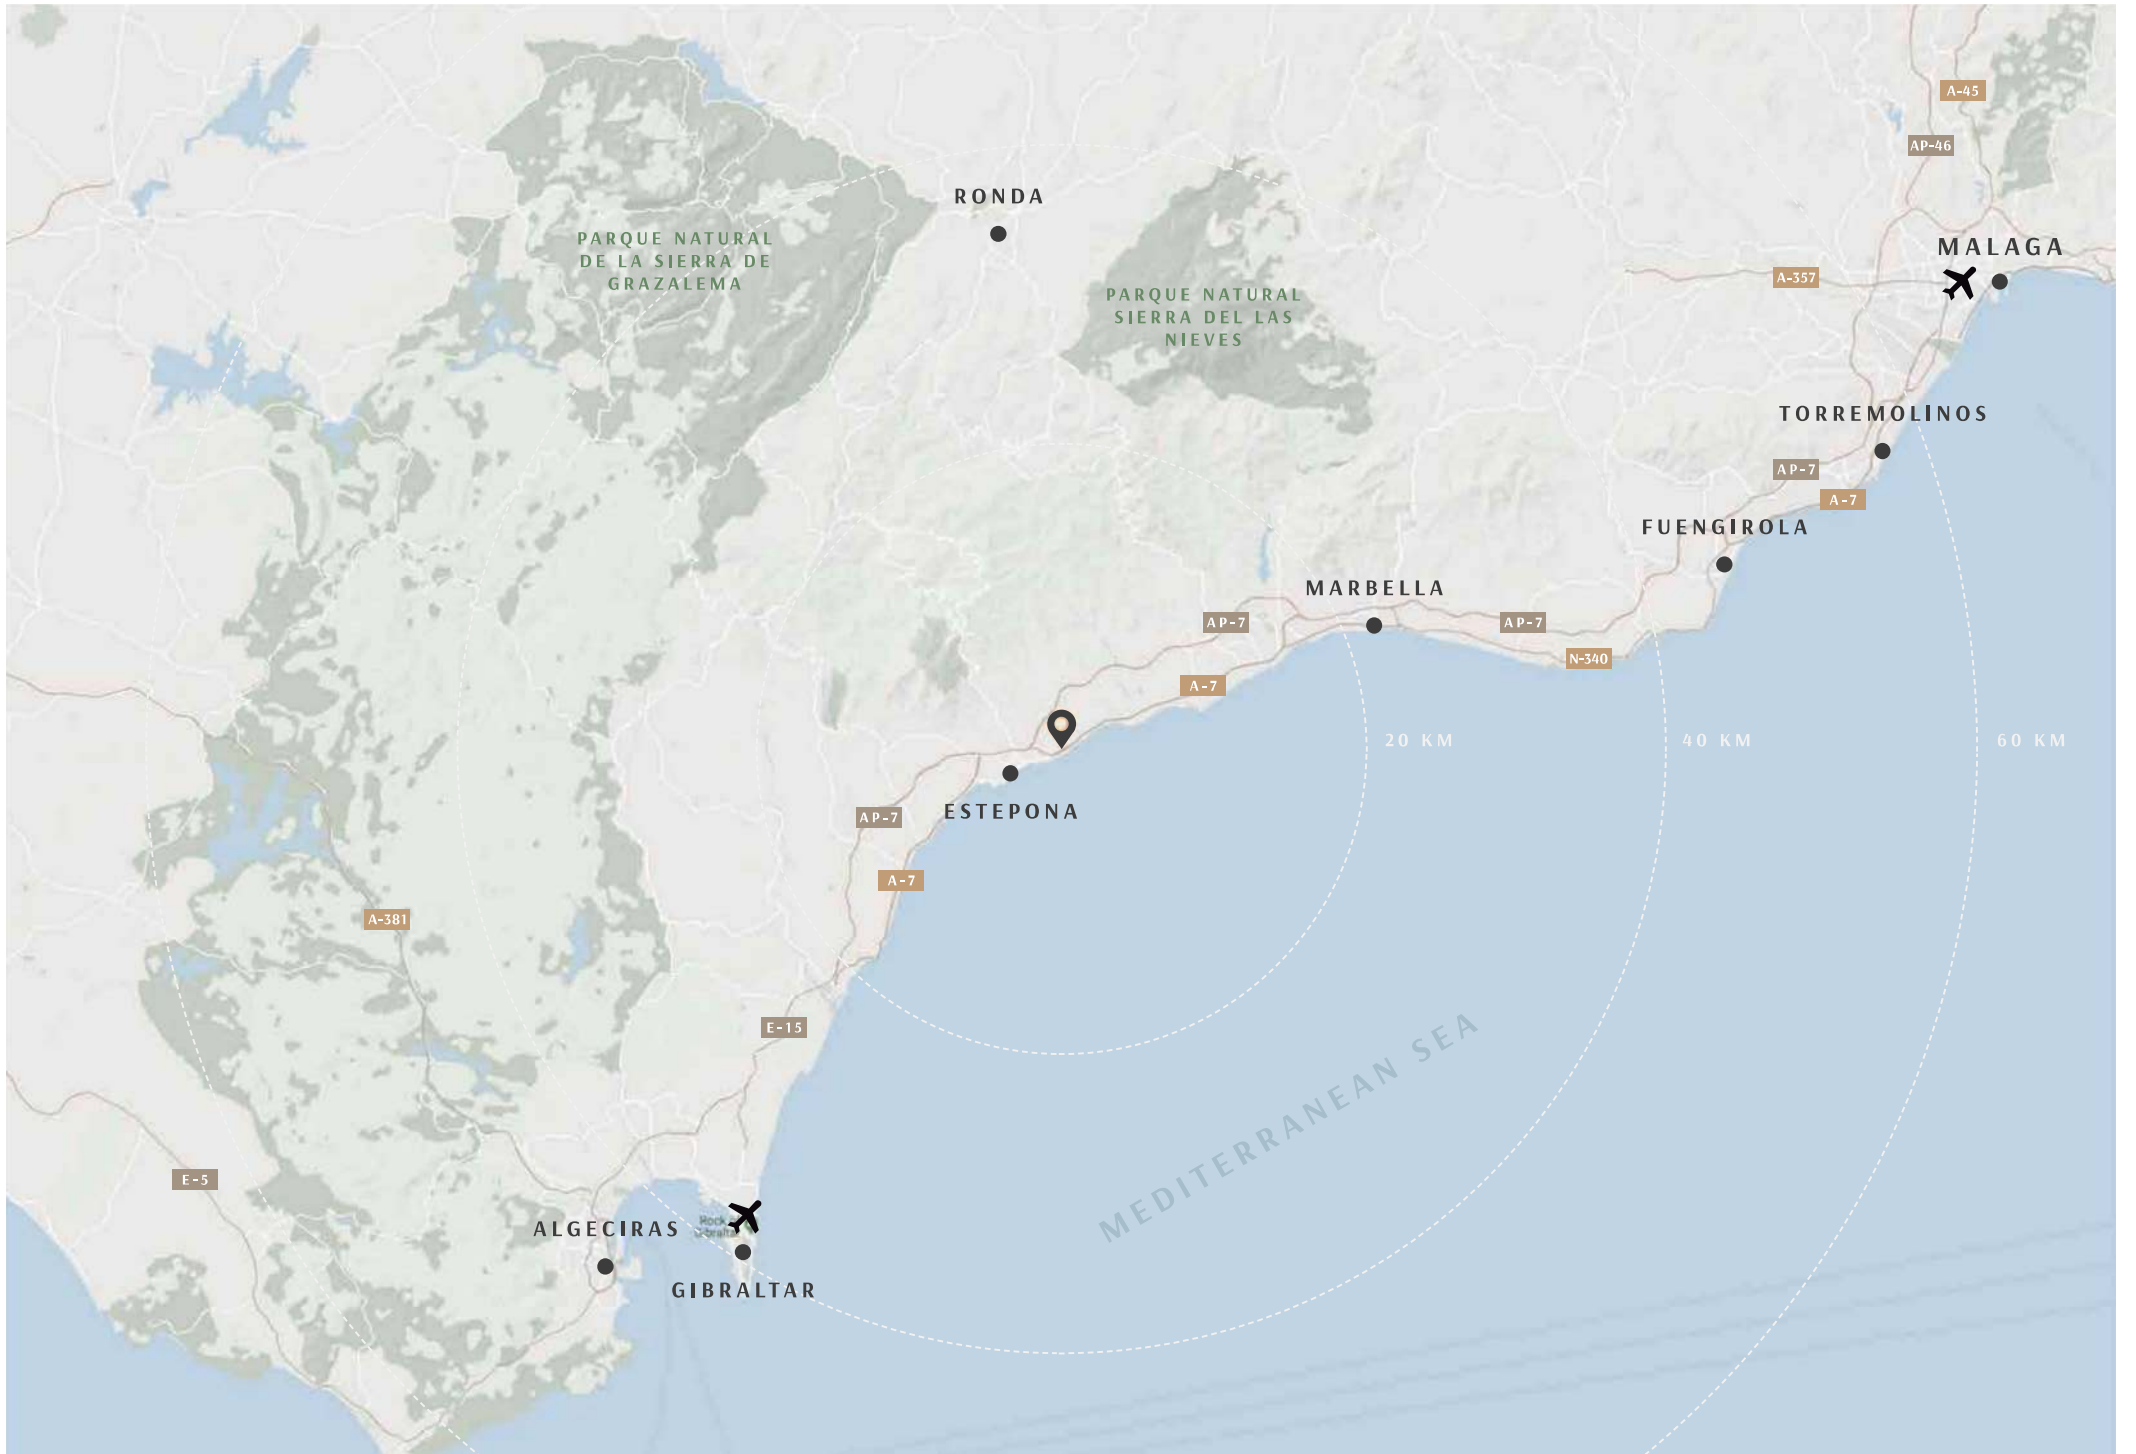 A-45
AP-46
RONDA
PARQUE NATURAL
DE LA SIERRA DE
GRAZALEMA
MALAGA
A-357
PARQUE NATURAL
SIERRA DEL LAS
NIEVES
TORREMOLINOS
AP-7
A-7
FUENGIROLA
MARBELLA
AP-7
AP-7
N-340
A-7
20 KM
40 KM
60 KM
ESTEPONA
AP-7
A-7
A-381
E-15
MEDITERRANEAN SEA
E-5
ALGECIRAS
Rock
Gibraltar
GIBRALTAR